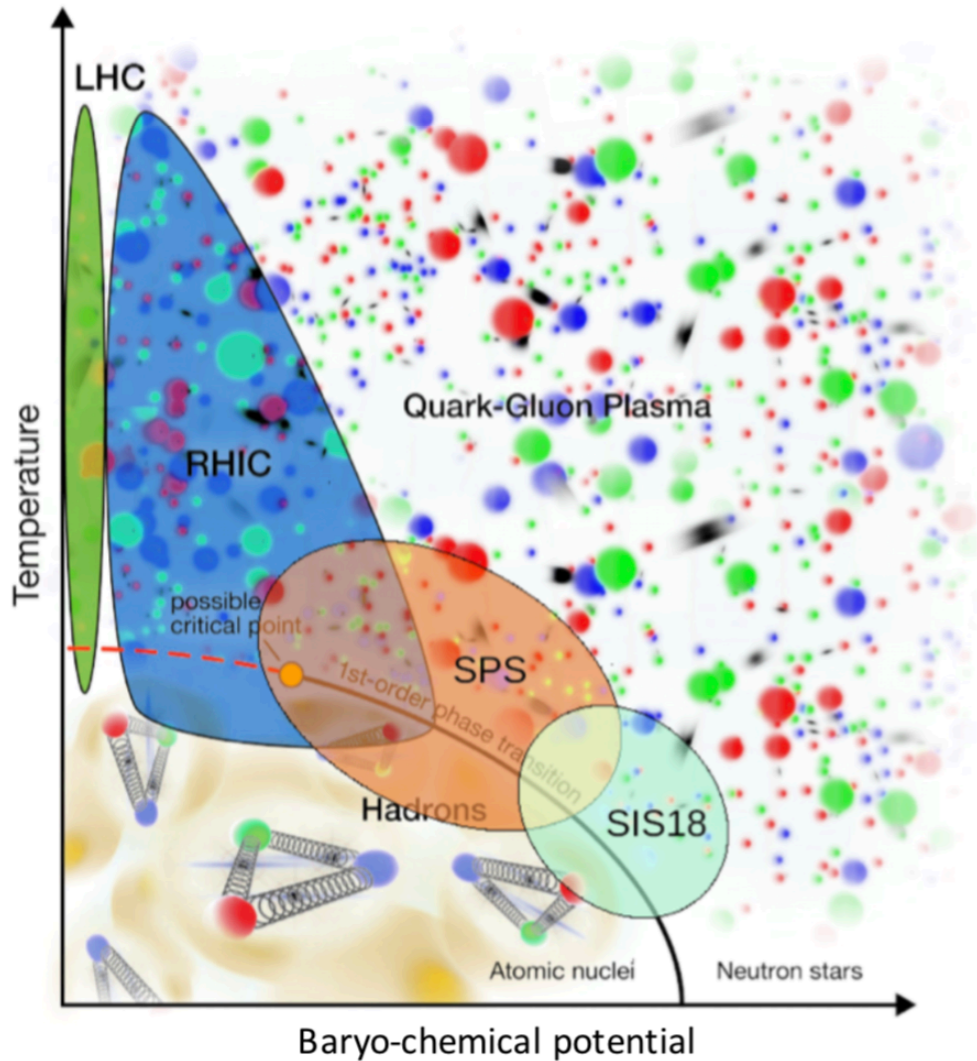 LHC
Temperature
Quark-Gluon Plasma
RHIC
possible
critical point
SPS
1st-order phase transition
Hadrons
SIS18
Atomic nuclei
Neutron stars
Baryo-chemical potential